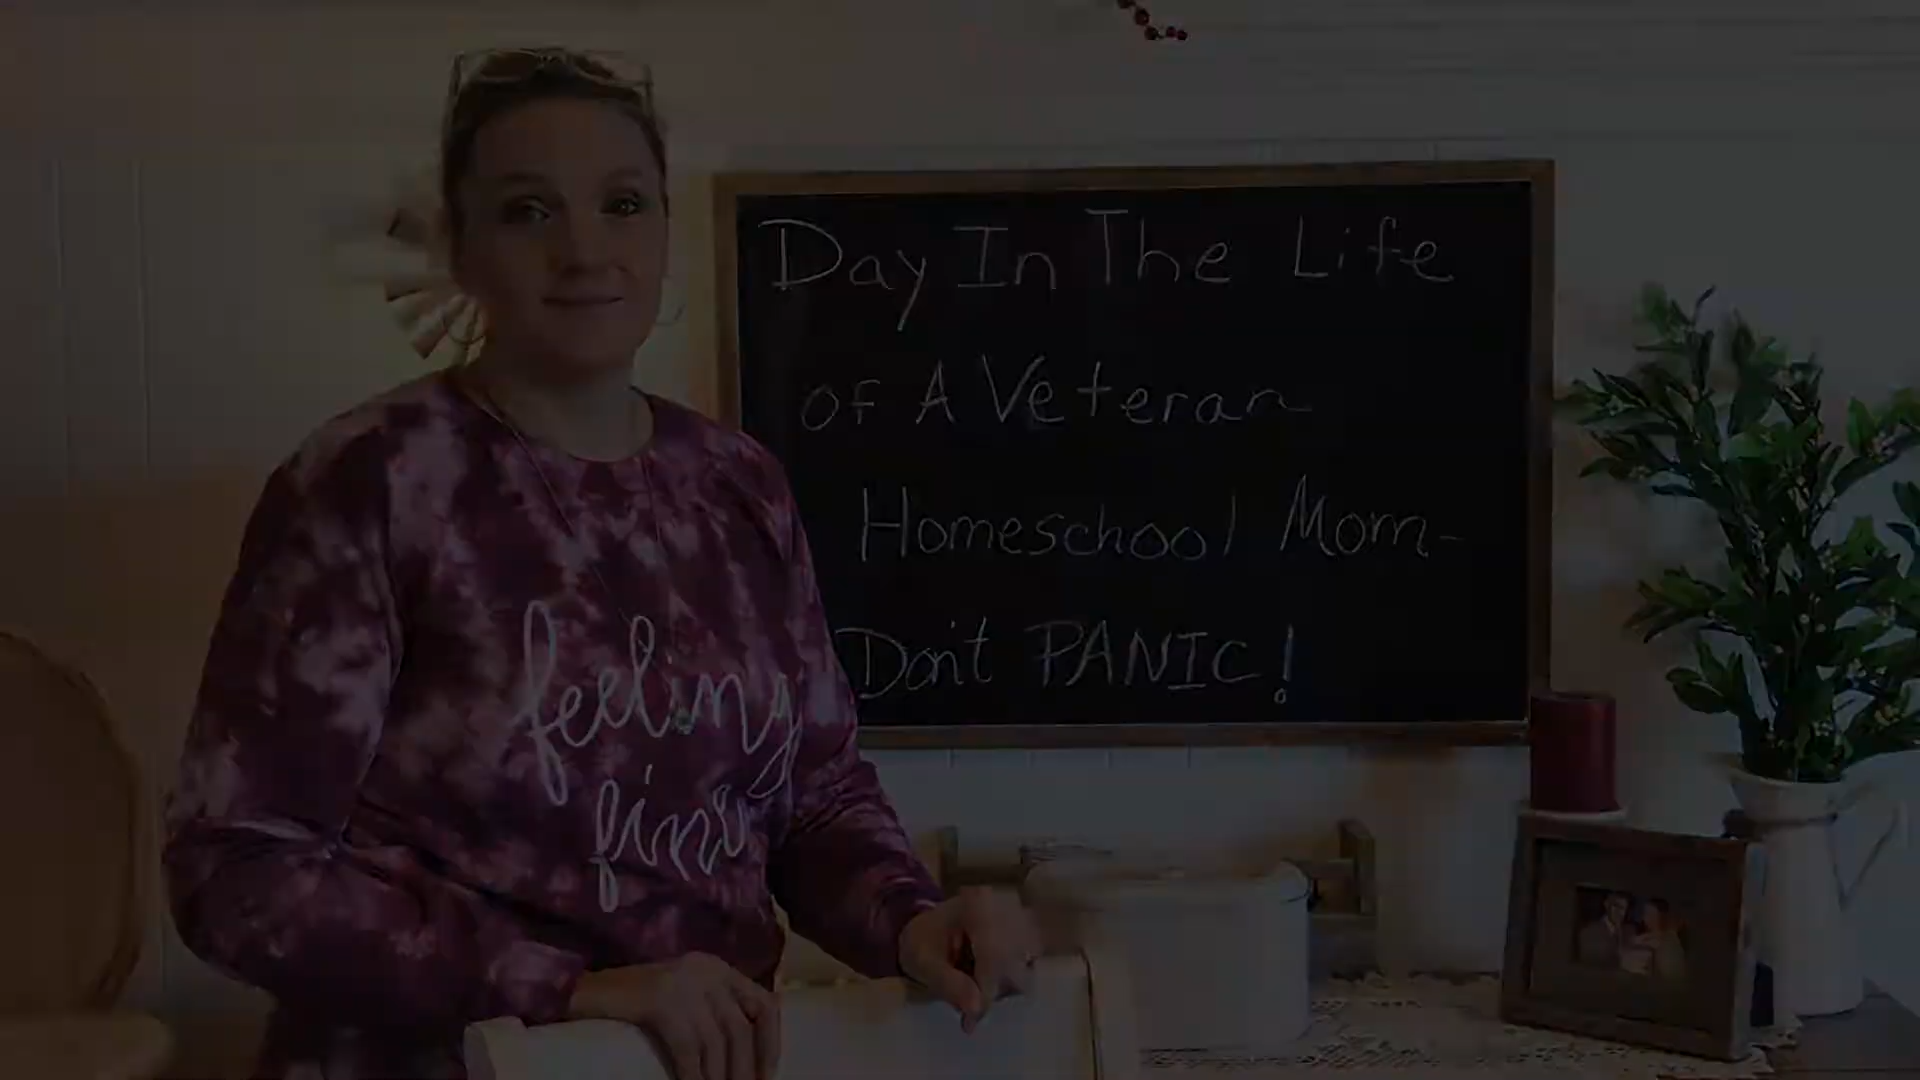 Day In The Life
of A Veteran
Homeschool Mom-
Don't PANIC!
feeling
fine